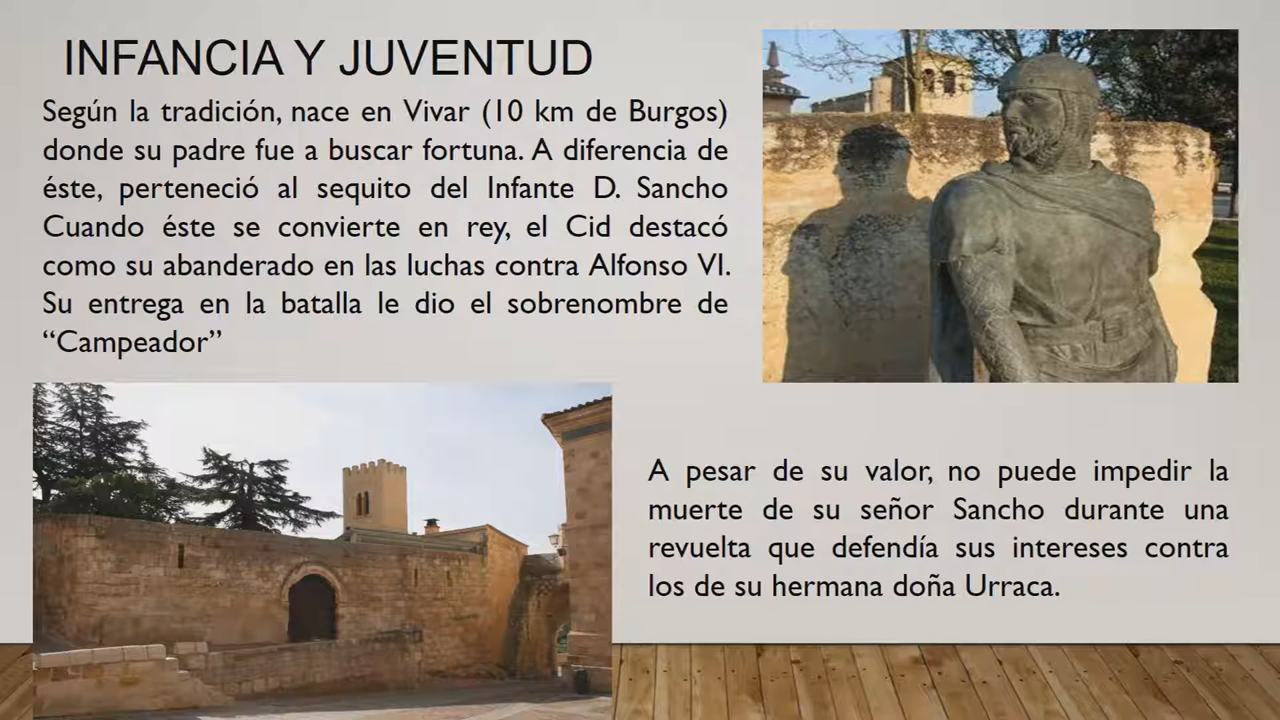 INFANCIA Y JUVENTUD
Según la tradición, nace en Vivar (10 km de Burgos)
donde su padre fue a buscar fortuna. A diferencia de
éste, perteneció al sequito del Infante D. Sancho
Cuando éste se convierte en rey, el Cid destacó
como su abanderado en las luchas contra Alfonso VI.
Su entrega en la batalla le dio el sobrenombre de
“Campeador”
A pesar de su valor, no puede impedir la
muerte de su señor Sancho durante una
revuelta que defendía sus intereses contra
los de su hermana doña Urraca.